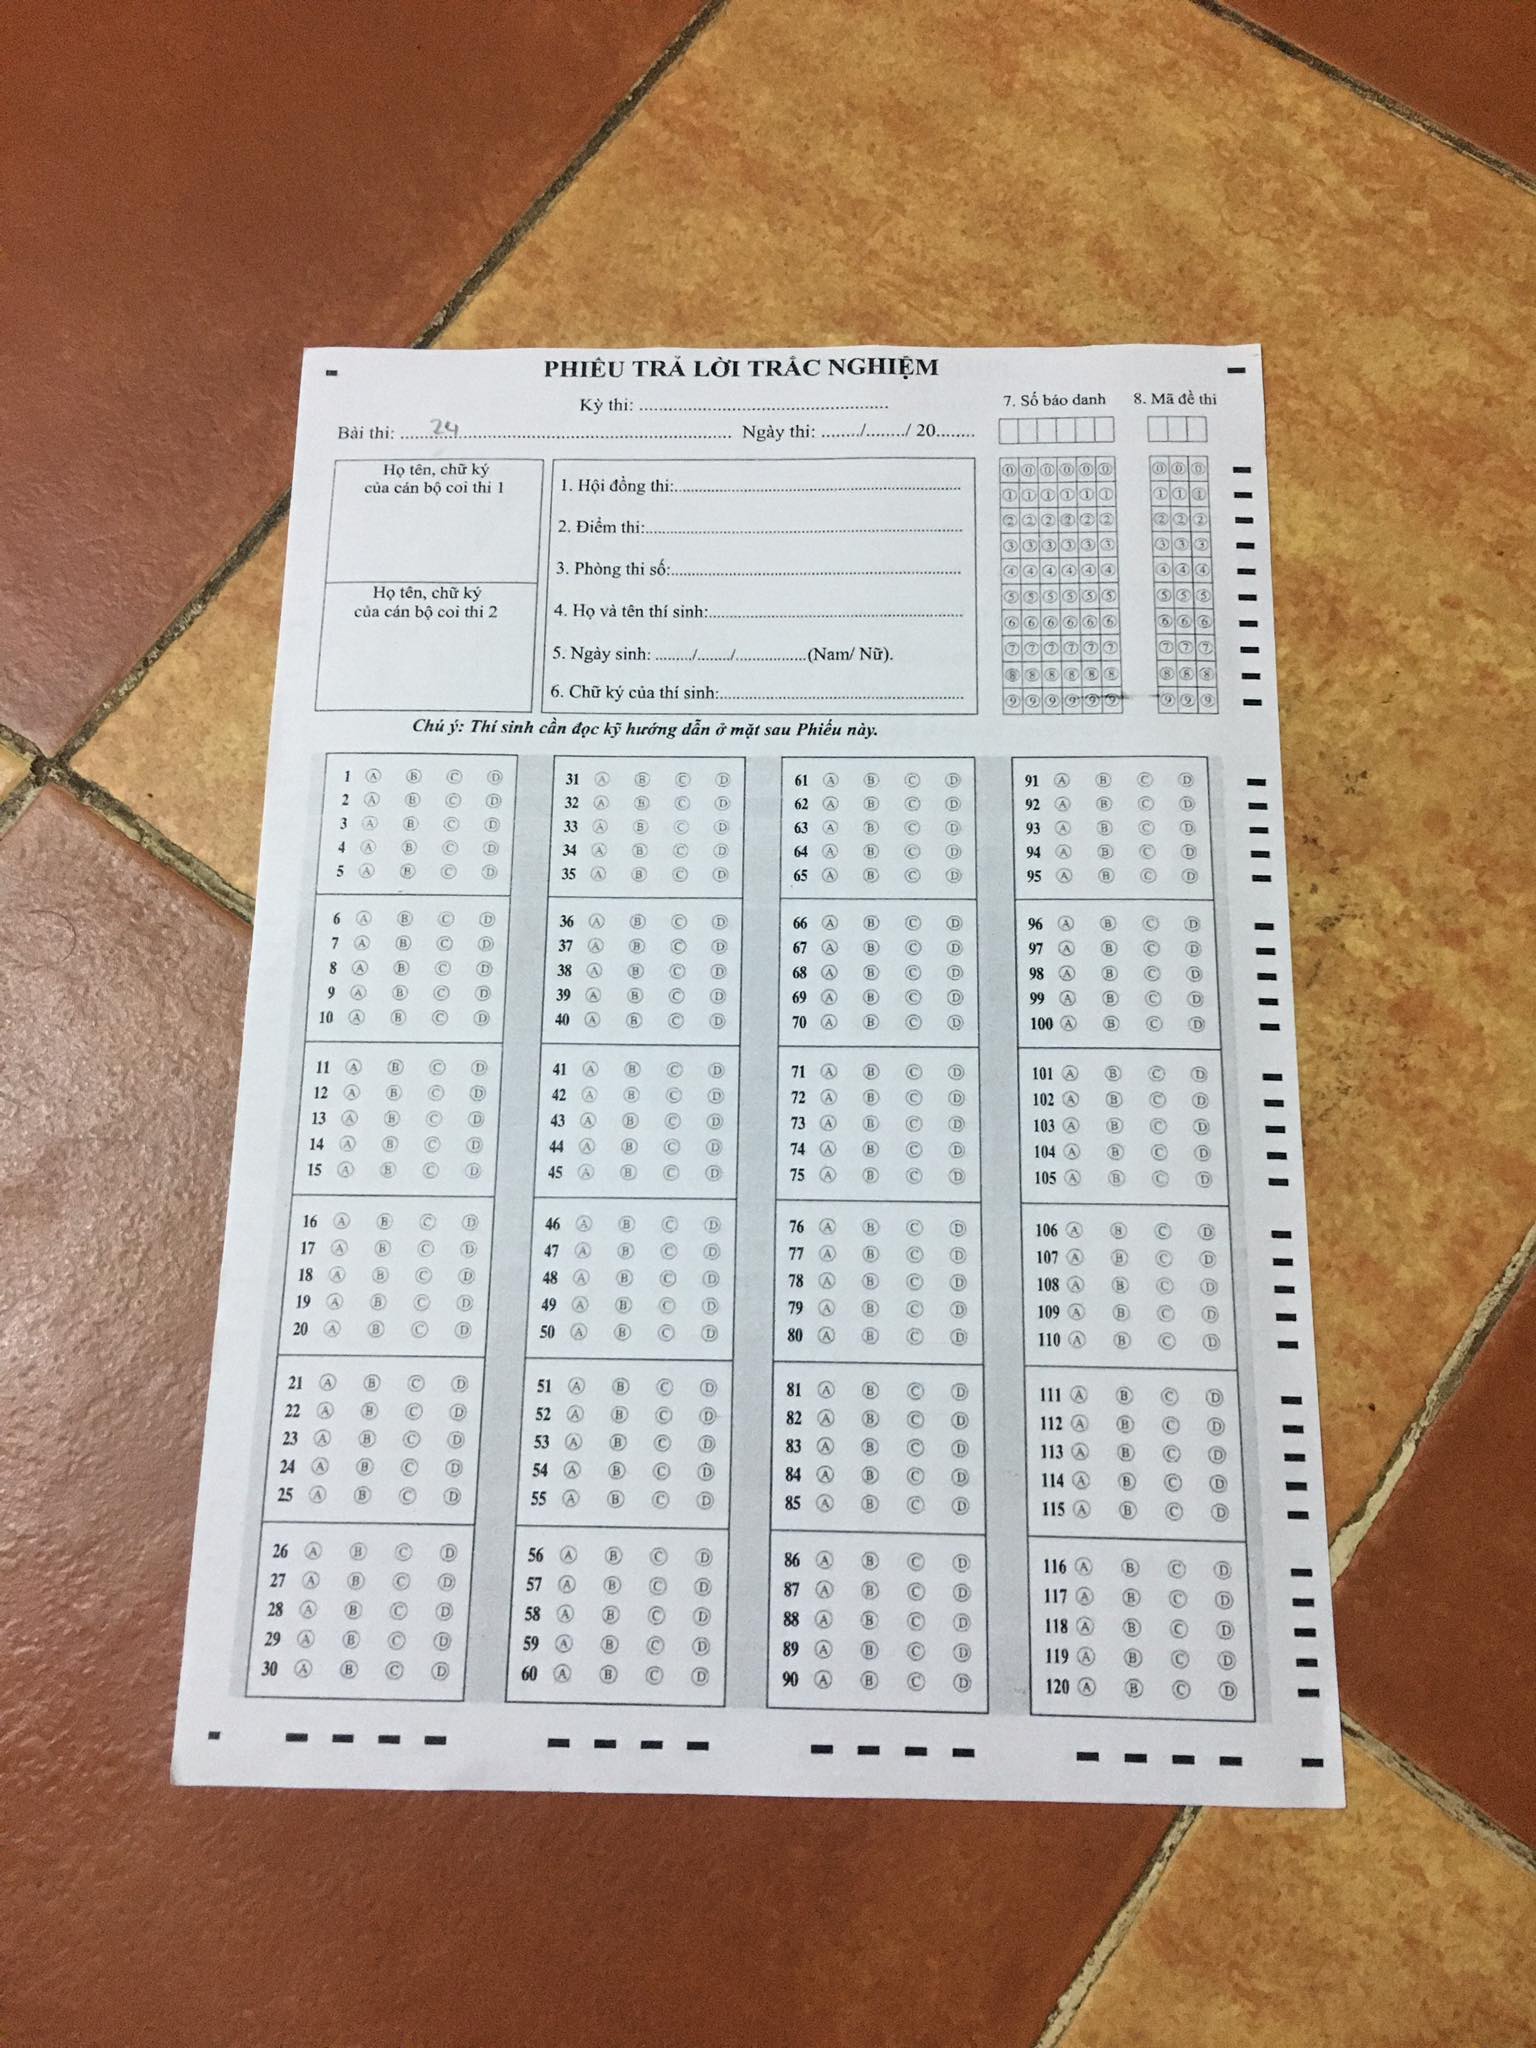 PHIẾU TRẢ LỜI TRẮC NGHIỆM
Kỳ thi: ....................................................
Bài thi: ......24.......................................................... Ngày thi: ......../......../ 20........
7. Số báo danh
8. Mã đề thi
Họ tên, chữ ký
của cán bộ coi thi 1
Họ tên, chữ ký
của cán bộ coi thi 2
1. Hội đồng thi:............................................................
2. Điểm thi:..................................................................
3. Phòng thi số:............................................................
4. Họ và tên thí sinh:.....................................................
5. Ngày sinh: ......../......./...............(Nam/ Nữ).
6. Chữ ký của thí sinh:...................................................
0 0 0 0 0 0
1 1 1 1 1 1
2 2 2 2 2 2
3 3 3 3 3 3
4 4 4 4 4 4
5 5 5 5 5 5
6 6 6 6 6 6
7 7 7 7 7 7
8 8 8 8 8 8
9 9 9 9 9 9
0 0 0
1 1 1
2 2 2
3 3 3
4 4 4
5 5 5
6 6 6
7 7 7
8 8 8
9 9 9
Chú ý: Thí sinh cần đọc kỹ hướng dẫn ở mặt sau Phiếu này.
1 A B C D
2 A B C D
3 A B C D
4 A B C D
5 A B C D
6 A B C D
7 A B C D
8 A B C D
9 A B C D
10 A B C D
11 A B C D
12 A B C D
13 A B C D
14 A B C D
15 A B C D
16 A B C D
17 A B C D
18 A B C D
19 A B C D
20 A B C D
21 A B C D
22 A B C D
23 A B C D
24 A B C D
25 A B C D
26 A B C D
27 A B C D
28 A B C D
29 A B C D
30 A B C D
31 A B C D
32 A B C D
33 A B C D
34 A B C D
35 A B C D
36 A B C D
37 A B C D
38 A B C D
39 A B C D
40 A B C D
41 A B C D
42 A B C D
43 A B C D
44 A B C D
45 A B C D
46 A B C D
47 A B C D
48 A B C D
49 A B C D
50 A B C D
51 A B C D
52 A B C D
53 A B C D
54 A B C D
55 A B C D
56 A B C D
57 A B C D
58 A B C D
59 A B C D
60 A B C D
61 A B C D
62 A B C D
63 A B C D
64 A B C D
65 A B C D
66 A B C D
67 A B C D
68 A B C D
69 A B C D
70 A B C D
71 A B C D
72 A B C D
73 A B C D
74 A B C D
75 A B C D
76 A B C D
77 A B C D
78 A B C D
79 A B C D
80 A B C D
81 A B C D
82 A B C D
83 A B C D
84 A B C D
85 A B C D
86 A B C D
87 A B C D
88 A B C D
89 A B C D
90 A B C D
91 A B C D
92 A B C D
93 A B C D
94 A B C D
95 A B C D
96 A B C D
97 A B C D
98 A B C D
99 A B C D
100 A B C D
101 A B C D
102 A B C D
103 A B C D
104 A B C D
105 A B C D
106 A B C D
107 A B C D
108 A B C D
109 A B C D
110 A B C D
111 A B C D
112 A B C D
113 A B C D
114 A B C D
115 A B C D
116 A B C D
117 A B C D
118 A B C D
119 A B C D
120 A B C D